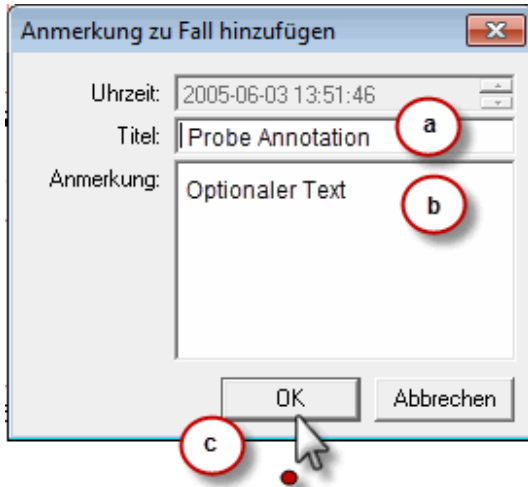 Anmerkung zu Fall hinzufügen
Uhrzeit: 2005-06-03 13:51:46
Titel: Probe Annotation a
Anmerkung: Optionaler Text b
OK Abbrechen
c